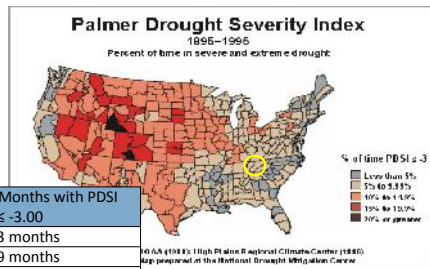 Palmer Drought Severity Index
1895–1995
Percent of time in severe and extreme drought
% of time PDSI ≤ -3
Less than 5%
5% to 9.99%
10% to 14.9%
15% to 19.9%
20% or greater
Months with PDSI
≤ -3.00
3 months
9 months
High Plains Regional Climate Center (1996)
Map prepared at the National Drought Mitigation Center